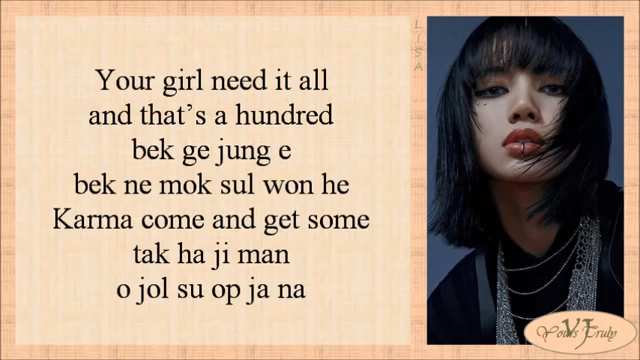 Your girl need it all
and that’s a hundred
bek ge jung e
bek ne mok sul won he
Karma come and get some
tak ha ji man
o jol su op ja na
LISA
Yours Truly
VJ